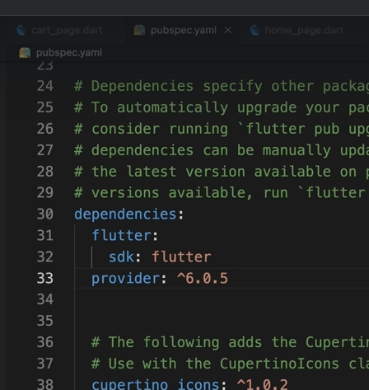 cart_page.dart pubspec.yaml × home_page.dart
pubspec.yaml
23
24 # Dependencies specify other packag
25 # To automatically upgrade your pac
26 # consider running `flutter pub upg
27 # dependencies can be manually upda
28 # the latest version available on p
29 # versions available, run `flutter
30 dependencies:
31 flutter:
32 sdk: flutter
33 provider: ^6.0.5
34
35
36 # The following adds the Cupertin
37 # Use with the CupertinoIcons cla
38 cupertino_icons: ^1.0.2